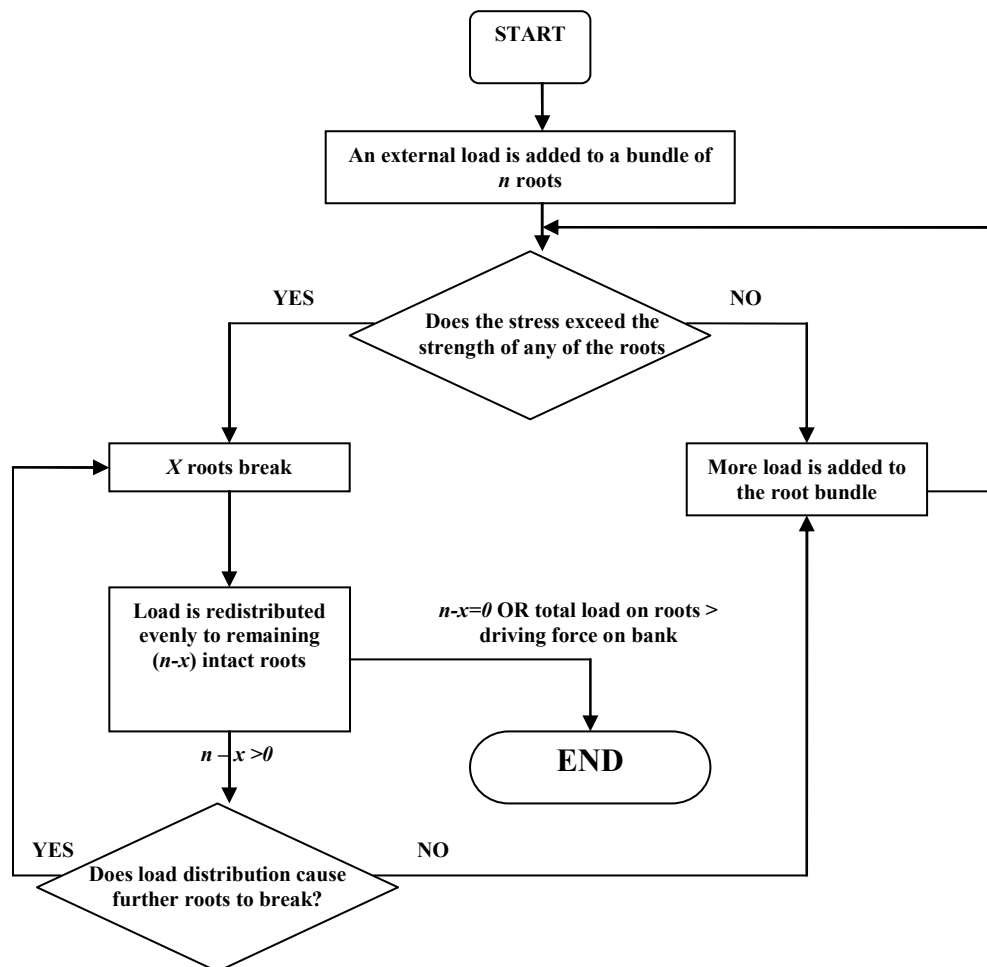 START
An external load is added to a bundle of
n roots
YES
NO
Does the stress exceed the
strength of any of the roots
X roots break
More load is added to
the root bundle
Load is redistributed
evenly to remaining
(n-x) intact roots
n-x=0 OR total load on roots >
driving force on bank
END
n – x >0
YES
NO
Does load distribution cause
further roots to break?